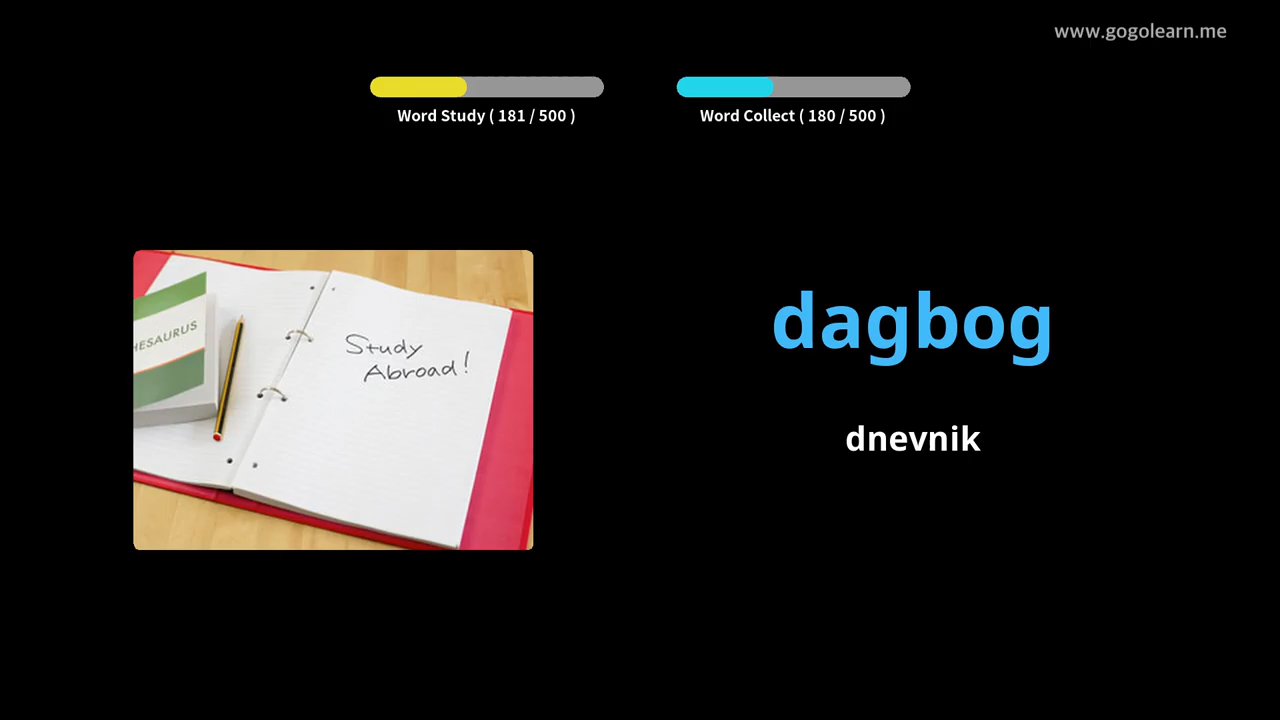 www.gogolearn.me
Word Study ( 181 / 500 )
Word Collect ( 180 / 500 )
HESAURUS
Study
Abroad!
dagbog
dnevnik